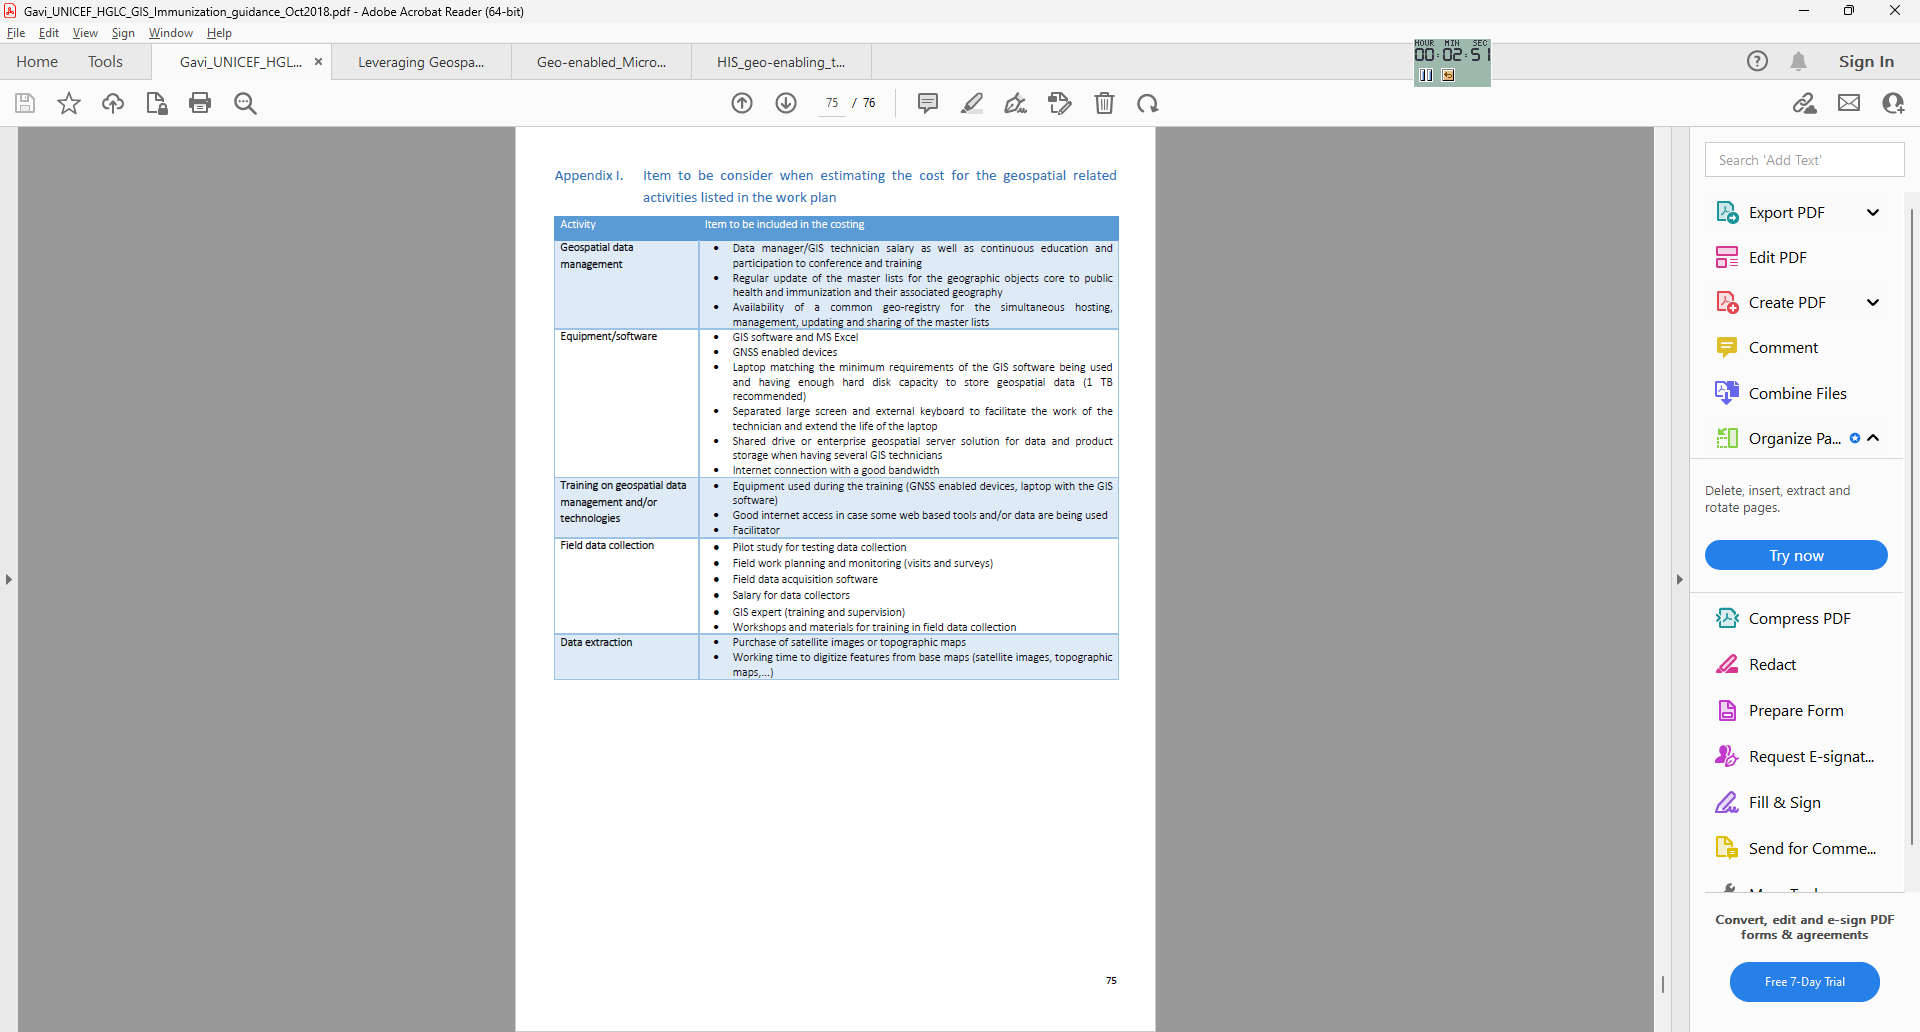 Gavi_UNICEF_HGLC_GIS_Immunization_guidance_Oct2018.pdf - Adobe Acrobat Reader (64-bit)
File Edit View Sign Window Help
Home Tools Gavi_UNICEF_HGL... × Leveraging Geospa... Geo-enabled_Micro... HIS_geo-enabling_t...
HOUR MIN SEC
00:02:51
Sign In
75 / 76
Appendix I. Item to be consider when estimating the cost for the geospatial related
activities listed in the work plan
Activity Item to be included in the costing
Geospatial data
management
• Data manager/GIS technician salary as well as continuous education and
participation to conference and training
• Regular update of the master lists for the geographic objects core to public
health and immunization and their associated geography
• Availability of a common geo-registry for the simultaneous hosting,
management, updating and sharing of the master lists
Equipment/software
• GIS software and MS Excel
• GNSS enabled devices
• Laptop matching the minimum requirements of the GIS software being used
and having enough hard disk capacity to store geospatial data (1 TB
recommended)
• Separated large screen and external keyboard to facilitate the work of the
technician and extend the life of the laptop
• Shared drive or enterprise geospatial server solution for data and product
storage when having several GIS technicians
• Internet connection with a good bandwidth
Training on geospatial data
management and/or
technologies
• Equipment used during the training (GNSS enabled devices, laptop with the GIS
software)
• Good internet access in case some web based tools and/or data are being used
• Facilitator
Field data collection
• Pilot study for testing data collection
• Field work planning and monitoring (visits and surveys)
• Field data acquisition software
• Salary for data collectors
• GIS expert (training and supervision)
• Workshops and materials for training in field data collection
Data extraction
• Purchase of satellite images or topographic maps
• Working time to digitize features from base maps (satellite images, topographic
maps,...)
75
Search 'Add Text'
Export PDF
Edit PDF
Create PDF
Comment
Combine Files
Organize Pa...
Delete, insert, extract and
rotate pages.
Try now
Compress PDF
Redact
Prepare Form
Request E-signat...
Fill & Sign
Send for Comme...
Convert, edit and e-sign PDF
forms & agreements
Free 7-Day Trial